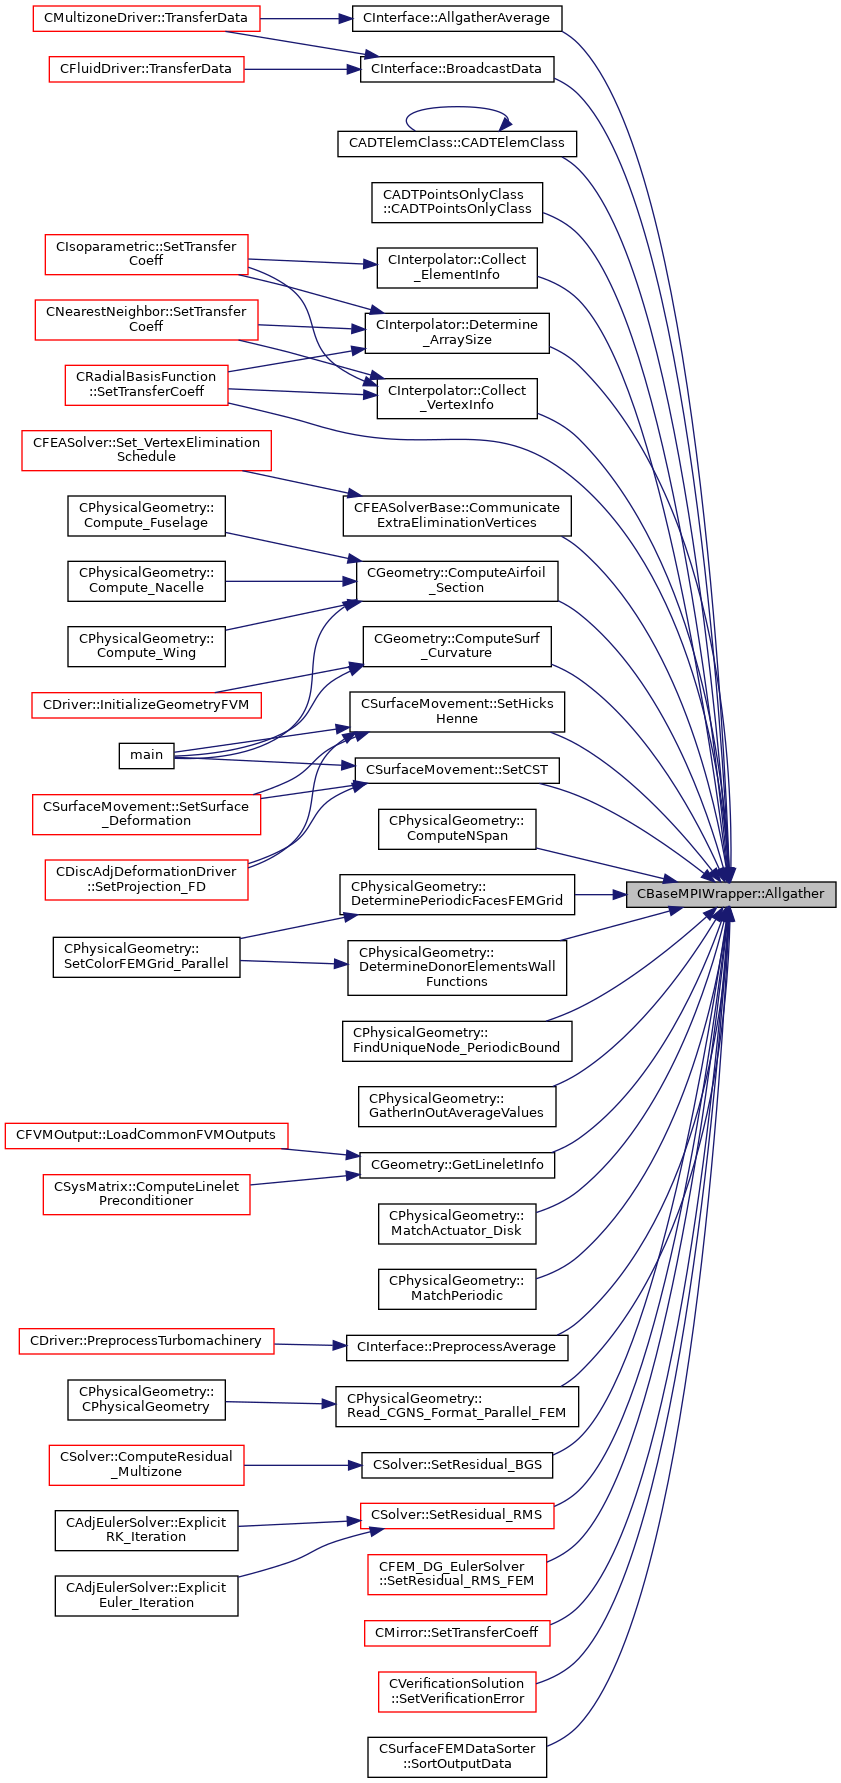 CMultizoneDriver::TransferData
CInterface::AllgatherAverage
CFluidDriver::TransferData
CInterface::BroadcastData
CADTElemClass::CADTElemClass
CADTPointsOnlyClass
::CADTPointsOnlyClass
CIsoparametric::SetTransfer
Coeff
CInterpolator::Collect
_ElementInfo
CNearestNeighbor::SetTransfer
Coeff
CInterpolator::Determine
_ArraySize
CRadialBasisFunction
::SetTransferCoeff
CInterpolator::Collect
_VertexInfo
CFEASolver::Set_VertexElimination
Schedule
CPhysicalGeometry::
Compute_Fuselage
CFEASolverBase::Communicate
ExtraEliminationVertices
CPhysicalGeometry::
Compute_Nacelle
CGeometry::ComputeAirfoil
_Section
CPhysicalGeometry::
Compute_Wing
CGeometry::ComputeSurf
_Curvature
CDriver::InitializeGeometryFVM
CSurfaceMovement::SetHicks
Henne
main
CSurfaceMovement::SetCST
CSurfaceMovement::SetSurface
_Deformation
CPhysicalGeometry::
ComputeNSpan
CDiscAdjDeformationDriver
::SetProjection_FD
CPhysicalGeometry::
DeterminePeriodicFacesFEMGrid
CBaseMPIWrapper::Allgather
CPhysicalGeometry::
SetColorFEMGrid_Parallel
CPhysicalGeometry::
DetermineDonorElementsWall
Functions
CPhysicalGeometry::
FindUniqueNode_PeriodicBound
CPhysicalGeometry::
GatherInOutAverageValues
CFVMOutput::LoadCommonFVMOutputs
CGeometry::GetLineletInfo
CSysMatrix::ComputeLinelet
Preconditioner
CPhysicalGeometry::
MatchActuator_Disk
CPhysicalGeometry::
MatchPeriodic
CDriver::PreprocessTurbomachinery
CInterface::PreprocessAverage
CPhysicalGeometry::
CPhysicalGeometry
CPhysicalGeometry::
Read_CGNS_Format_Parallel_FEM
CSolver::ComputeResidual
_Multizone
CSolver::SetResidual_BGS
CAdjEulerSolver::Explicit
RK_Iteration
CSolver::SetResidual_RMS
CFEM_DG_EulerSolver
::SetResidual_RMS_FEM
CAdjEulerSolver::Explicit
Euler_Iteration
CMirror::SetTransferCoeff
CVerificationSolution
::SetVerificationError
CSurfaceFEMDataSorter
::SortOutputData